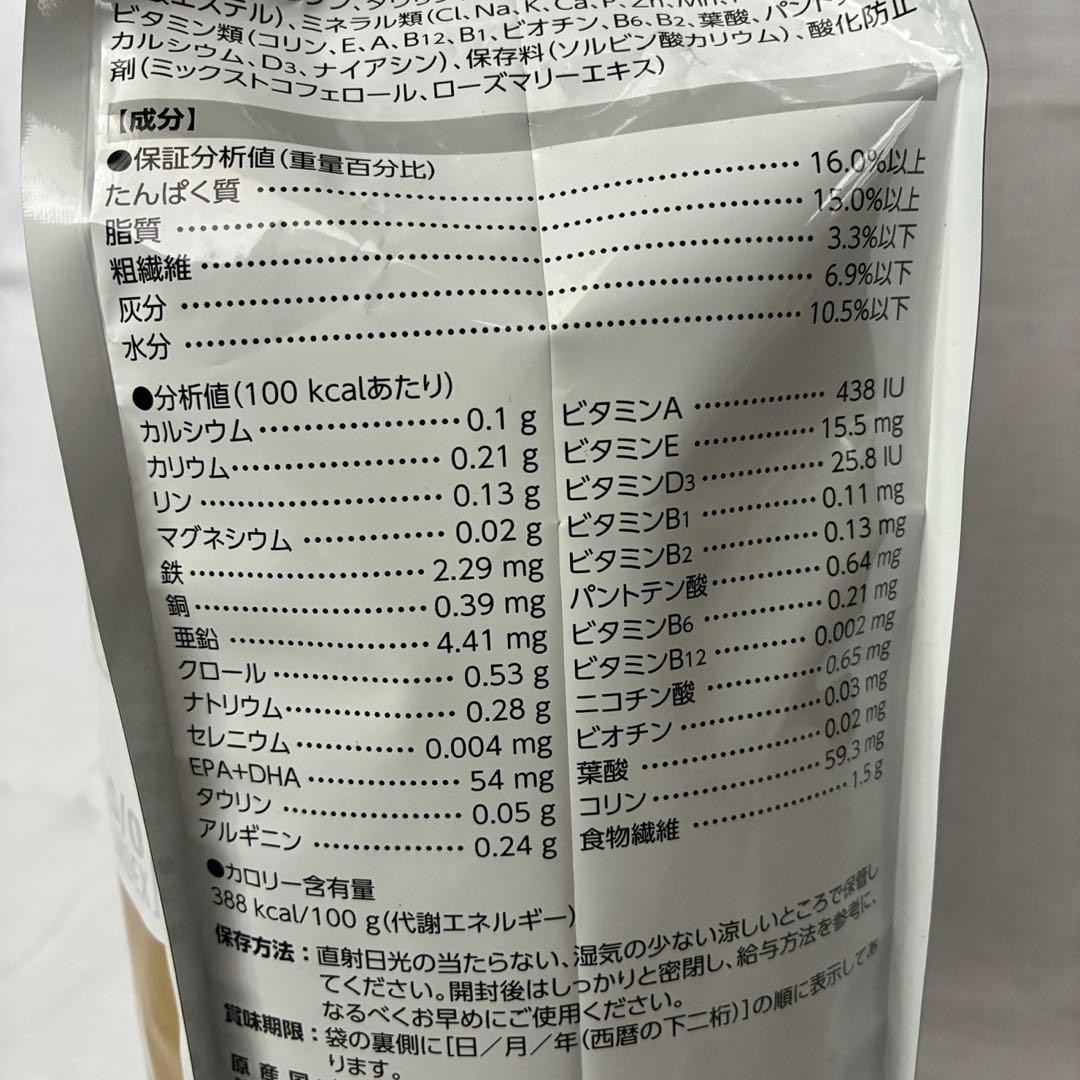 エステル)、ミネラル類(Cl、Na、K、Ca、P、Zn、Mn、
ビタミン類(コリン、E、A、B12、B1、ビオチン、B6、B2、葉酸、パント
カルシウム、D3、ナイアシン)、保存料(ソルビン酸カリウム)、酸化防止
剤(ミックストコフェロール、ローズマリーエキス)
【成分】
●保証分析値(重量百分比)
たんぱく質 16.0%以上
脂質 15.0%以上
粗繊維 3.3%以下
灰分 6.9%以下
水分 10.5%以下
●分析値(100 kcalあたり)
カルシウム 0.1 g
カリウム 0.21 g
リン 0.13 g
マグネシウム 0.02 g
鉄 2.29 mg
銅 0.39 mg
亜鉛 4.41 mg
クロール 0.53 g
ナトリウム 0.28 g
セレニウム 0.004 mg
EPA+DHA 54 mg
タウリン 0.05 g
アルギニン 0.24 g
ビタミンA 438 IU
ビタミンE 15.5 mg
ビタミンD3 25.8 IU
ビタミンB1 0.11 mg
ビタミンB2 0.13 mg
パントテン酸 0.64 mg
ビタミンB6 0.21 mg
ビタミンB12 0.002 mg
ニコチン酸 0.65 mg
ビオチン 0.03 mg
葉酸 0.02 mg
コリン 59.3 mg
食物繊維 1.5 g
●カロリー含有量
388 kcal/100 g(代謝エネルギー)
保存方法：直射日光の当たらない、湿気の少ない涼しいところで保管し
てください。開封後はしっかりと密閉し、給与方法を参考に、
なるべくお早めにご使用ください。
賞味期限：袋の裏側に[日／月／年(西暦の下二桁)]の順に表示してあ
ります。
原産国